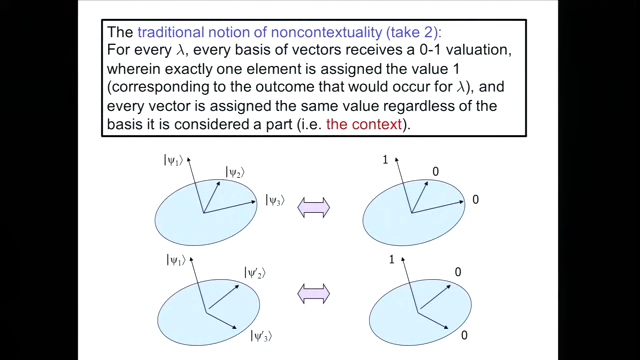 The traditional notion of noncontextuality (take 2):
For every λ, every basis of vectors receives a 0-1 valuation,
wherein exactly one element is assigned the value 1
(corresponding to the outcome that would occur for λ), and
every vector is assigned the same value regardless of the
basis it is considered a part (i.e. the context).
|ψ₁⟩
|ψ₂⟩
|ψ₃⟩
1
0
0
|ψ₁⟩
|ψ′₂⟩
|ψ′₃⟩
1
0
0